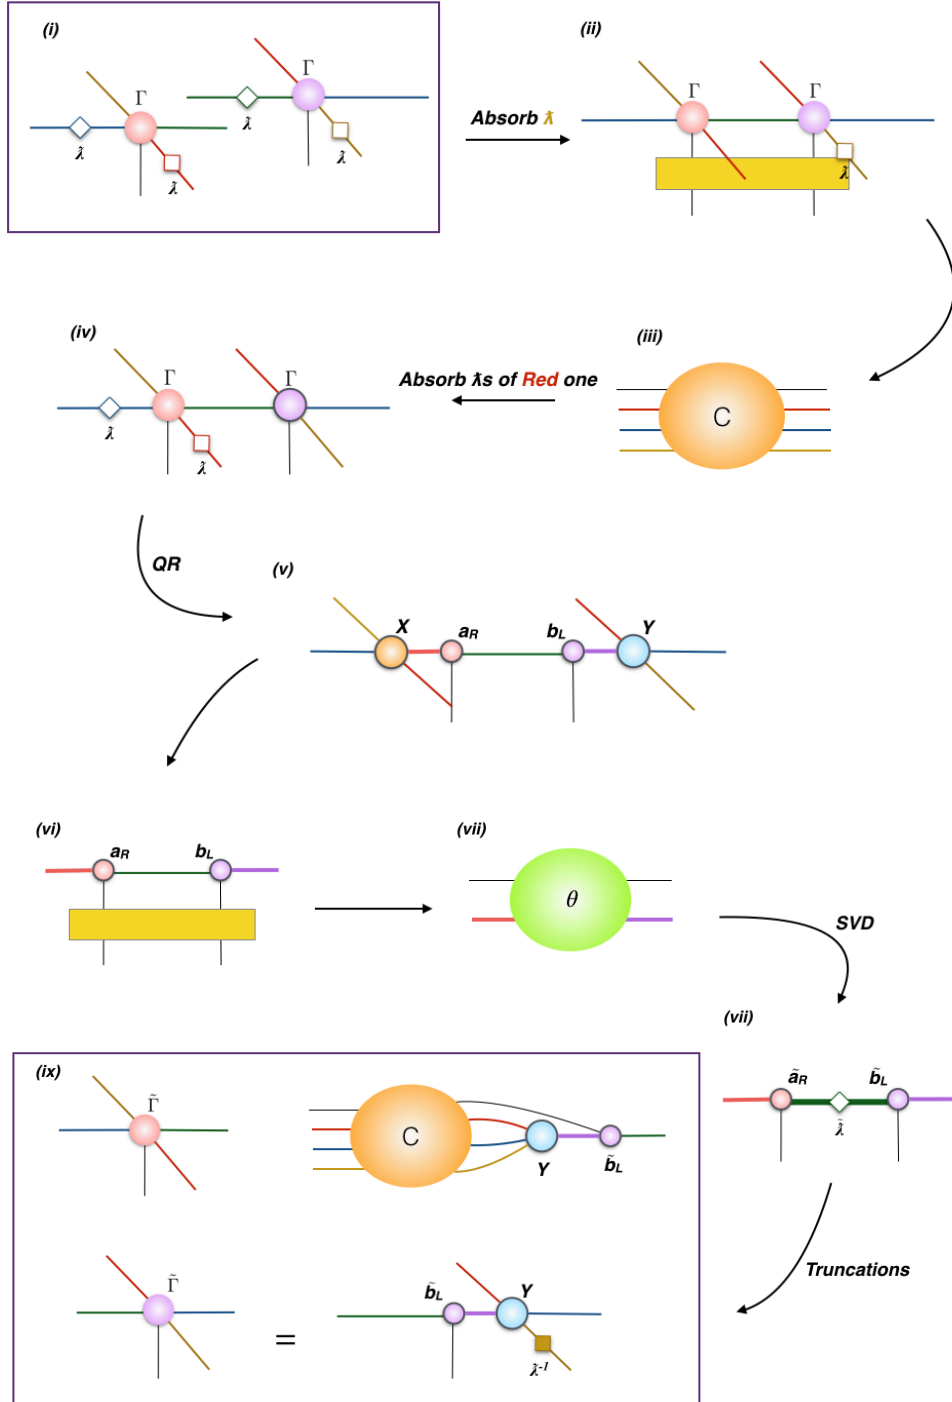 (i)
Γ
Γ
λ̃
λ̃
λ̃
λ̃
Absorb ƛ
(ii)
Γ
Γ
λ̃
(iii)
C
Absorb ƛs of Red one
(iv)
Γ
Γ
λ̃
λ̃
QR
(v)
X
aR
bL
Y
(vi)
aR
bL
(vii)
θ
SVD
(vii)
ãR
b̃L
λ̃
Truncations
(ix)
Γ̃
C
Y
b̃L
Γ̃
=
b̃L
Y
λ̃-1